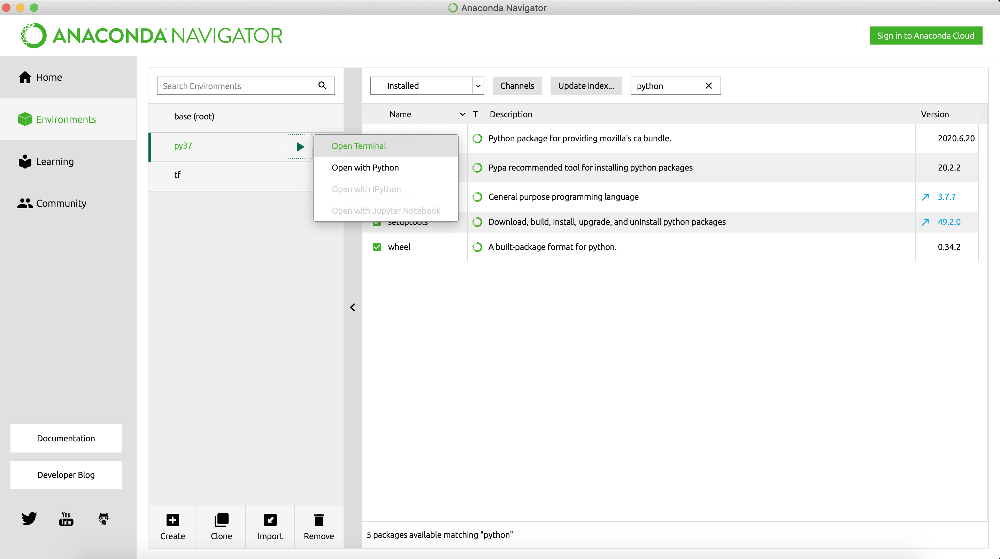 Anaconda Navigator
ANACONDA® NAVIGATOR
Sign in to Anaconda Cloud
Home
Environments
Learning
Community
Documentation
Developer Blog
You
Tube
Search Environments
base (root)
py37
tf
Open Terminal
Open with Python
Open with IPython
Open with Jupyter Notebook
Create
Clone
Import
Remove
Installed
Channels
Update index...
python
Name T Description Version
certifi Python package for providing mozilla's ca bundle. 2020.6.20
Pypa recommended tool for installing python packages 20.2.2
python General purpose programming language 3.7.7
setuptools Download, build, install, upgrade, and uninstall python packages 49.2.0
wheel A built-package format for python. 0.34.2
5 packages available matching "python"